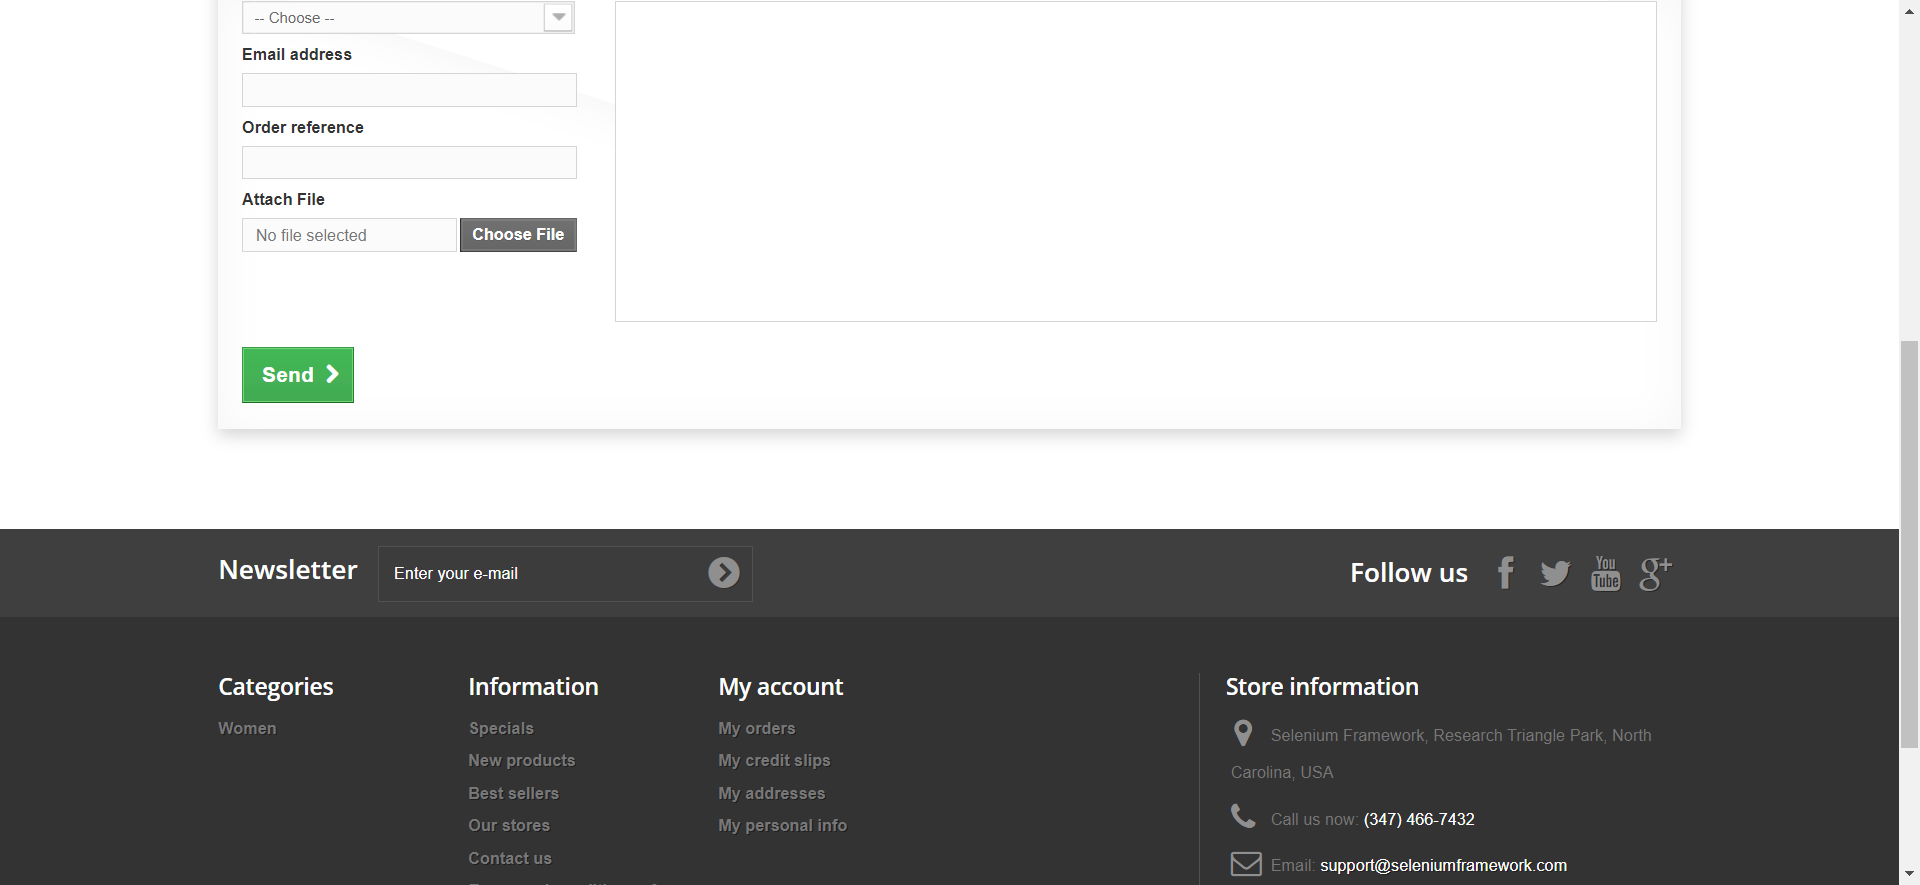 -- Choose --
Email address
Order reference
Attach File
No file selected
Choose File
Send
Newsletter
Enter your e-mail
Follow us
You
Tube
g+
Categories
Women
Information
Specials
New products
Best sellers
Our stores
Contact us
My account
My orders
My credit slips
My addresses
My personal info
Store information
Selenium Framework, Research Triangle Park, North
Carolina, USA
Call us now: (347) 466-7432
Email: support@seleniumframework.com